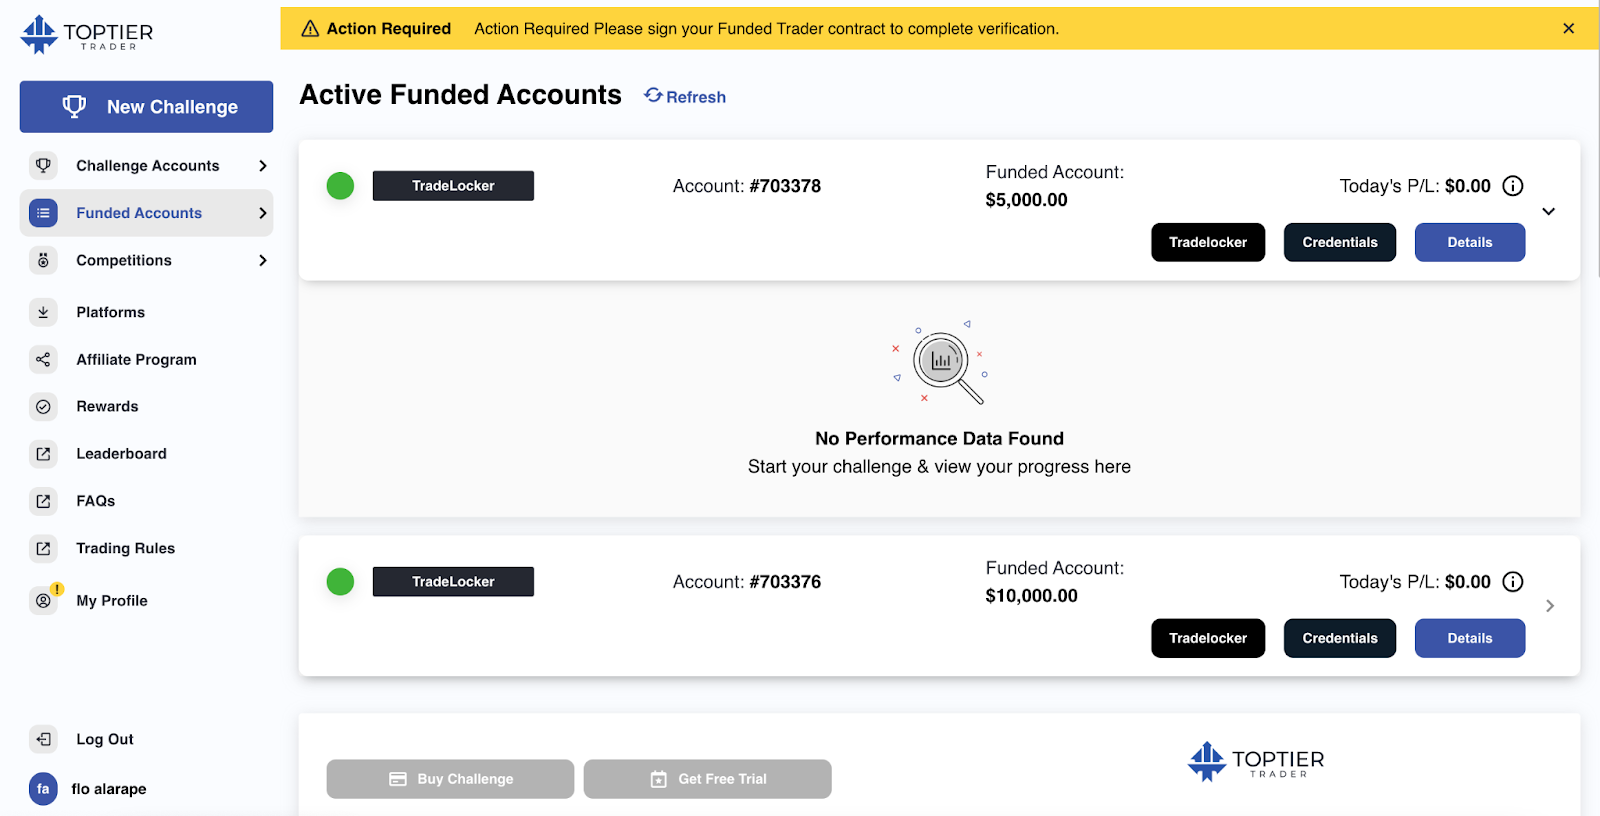 TOPTIER
TRADER
Action Required Action Required Please sign your Funded Trader contract to complete verification.
New Challenge
Challenge Accounts
Funded Accounts
Competitions
Platforms
Affiliate Program
Rewards
Leaderboard
FAQs
Trading Rules
!
My Profile
Log Out
fa flo alarape
Active Funded Accounts Refresh
TradeLocker Account: #703378 Funded Account: Today's P/L: $0.00
$5,000.00
Tradelocker Credentials Details
No Performance Data Found
Start your challenge & view your progress here
TradeLocker Account: #703376 Funded Account: Today's P/L: $0.00
$10,000.00
Tradelocker Credentials Details
Buy Challenge Get Free Trial
TOPTIER
TRADER